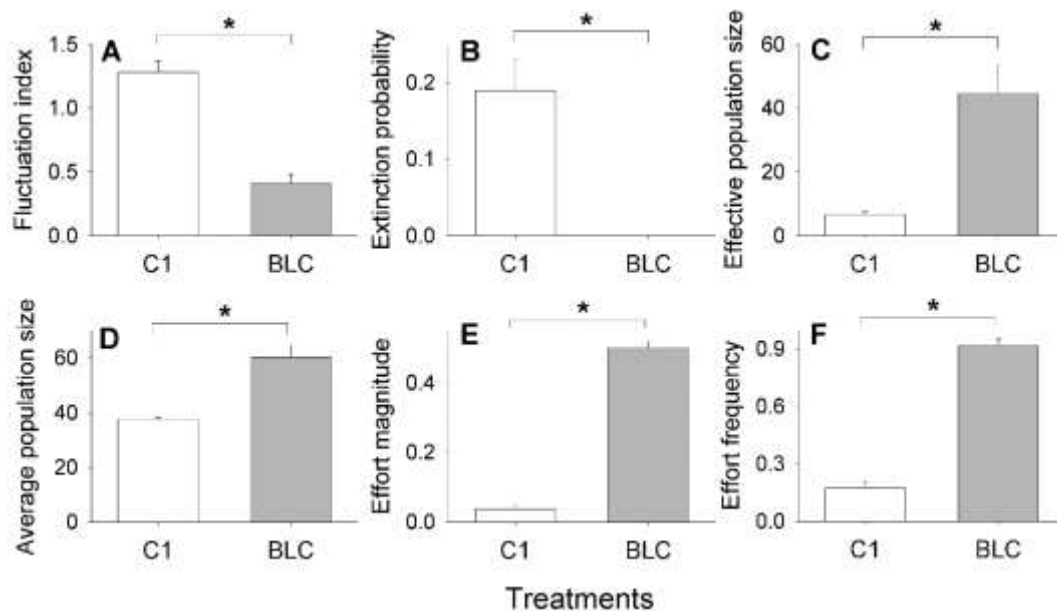 A
*
Fluctuation index
1.5
1.0
0.5
0.0
C1 BLC
B
*
Extinction probability
0.2
0.1
0.0
C1 BLC
C
*
Effective population size
60
40
20
0
C1 BLC
D
*
Average population size
60
40
20
0
C1 BLC
E
*
Effort magnitude
0.4
0.2
0.0
C1 BLC
F
*
Effort frequency
0.9
0.6
0.3
0.0
C1 BLC
Treatments